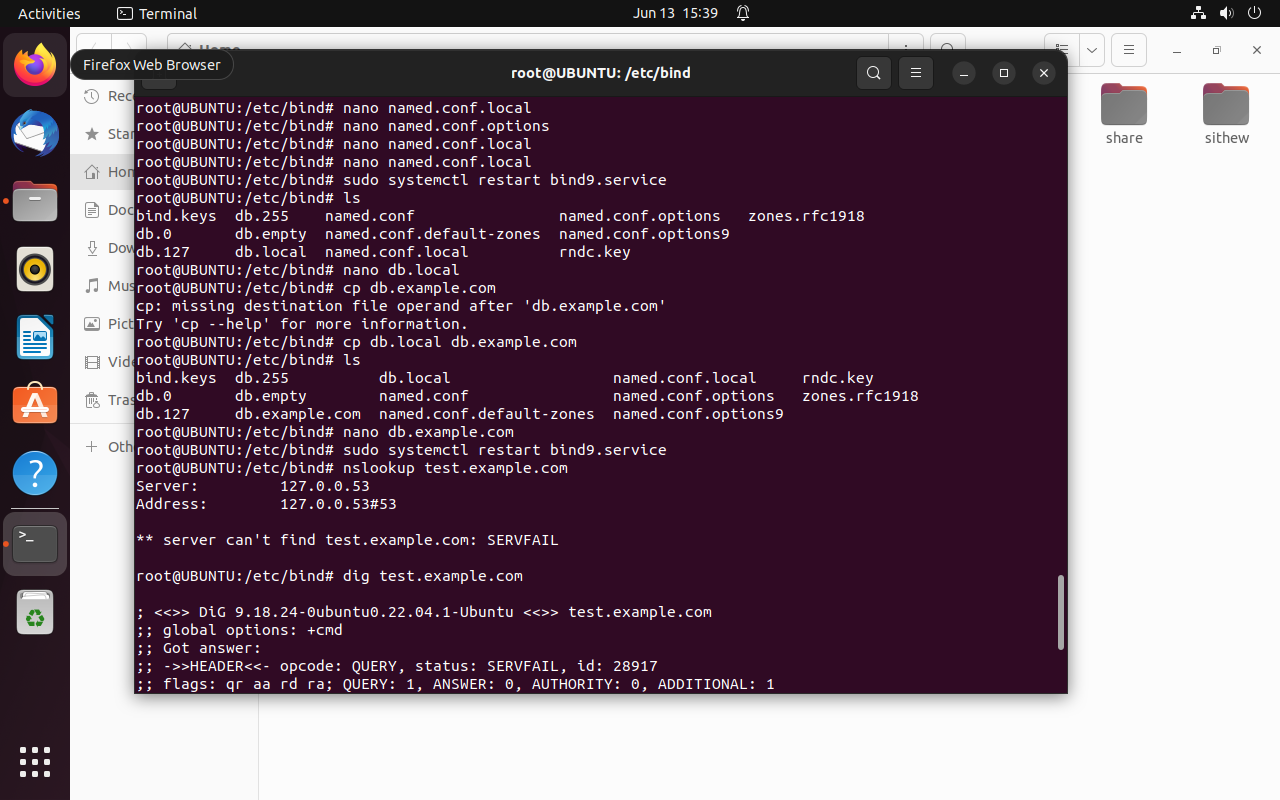 Activities
Terminal
Jun 13 15:39
Firefox Web Browser
root@UBUNTU: /etc/bind
share
sithew
root@UBUNTU:/etc/bind# nano named.conf.local
root@UBUNTU:/etc/bind# nano named.conf.options
root@UBUNTU:/etc/bind# nano named.conf.local
root@UBUNTU:/etc/bind# nano named.conf.local
root@UBUNTU:/etc/bind# sudo systemctl restart bind9.service
root@UBUNTU:/etc/bind# ls
bind.keys  db.255    named.conf                named.conf.options   zones.rfc1918
db.0       db.empty  named.conf.default-zones  named.conf.options9
db.127     db.local  named.conf.local          rndc.key
root@UBUNTU:/etc/bind# nano db.local
root@UBUNTU:/etc/bind# cp db.example.com
cp: missing destination file operand after 'db.example.com'
Try 'cp --help' for more information.
root@UBUNTU:/etc/bind# cp db.local db.example.com
root@UBUNTU:/etc/bind# ls
bind.keys  db.255          db.local                  named.conf.local     rndc.key
db.0       db.empty        named.conf                named.conf.options   zones.rfc1918
db.127     db.example.com  named.conf.default-zones  named.conf.options9
root@UBUNTU:/etc/bind# nano db.example.com
root@UBUNTU:/etc/bind# sudo systemctl restart bind9.service
root@UBUNTU:/etc/bind# nslookup test.example.com
Server:         127.0.0.53
Address:        127.0.0.53#53
** server can't find test.example.com: SERVFAIL
root@UBUNTU:/etc/bind# dig test.example.com
; <<>> DiG 9.18.24-0ubuntu0.22.04.1-Ubuntu <<>> test.example.com
;; global options: +cmd
;; Got answer:
;; ->>HEADER<<- opcode: QUERY, status: SERVFAIL, id: 28917
;; flags: qr aa rd ra; QUERY: 1, ANSWER: 0, AUTHORITY: 0, ADDITIONAL: 1